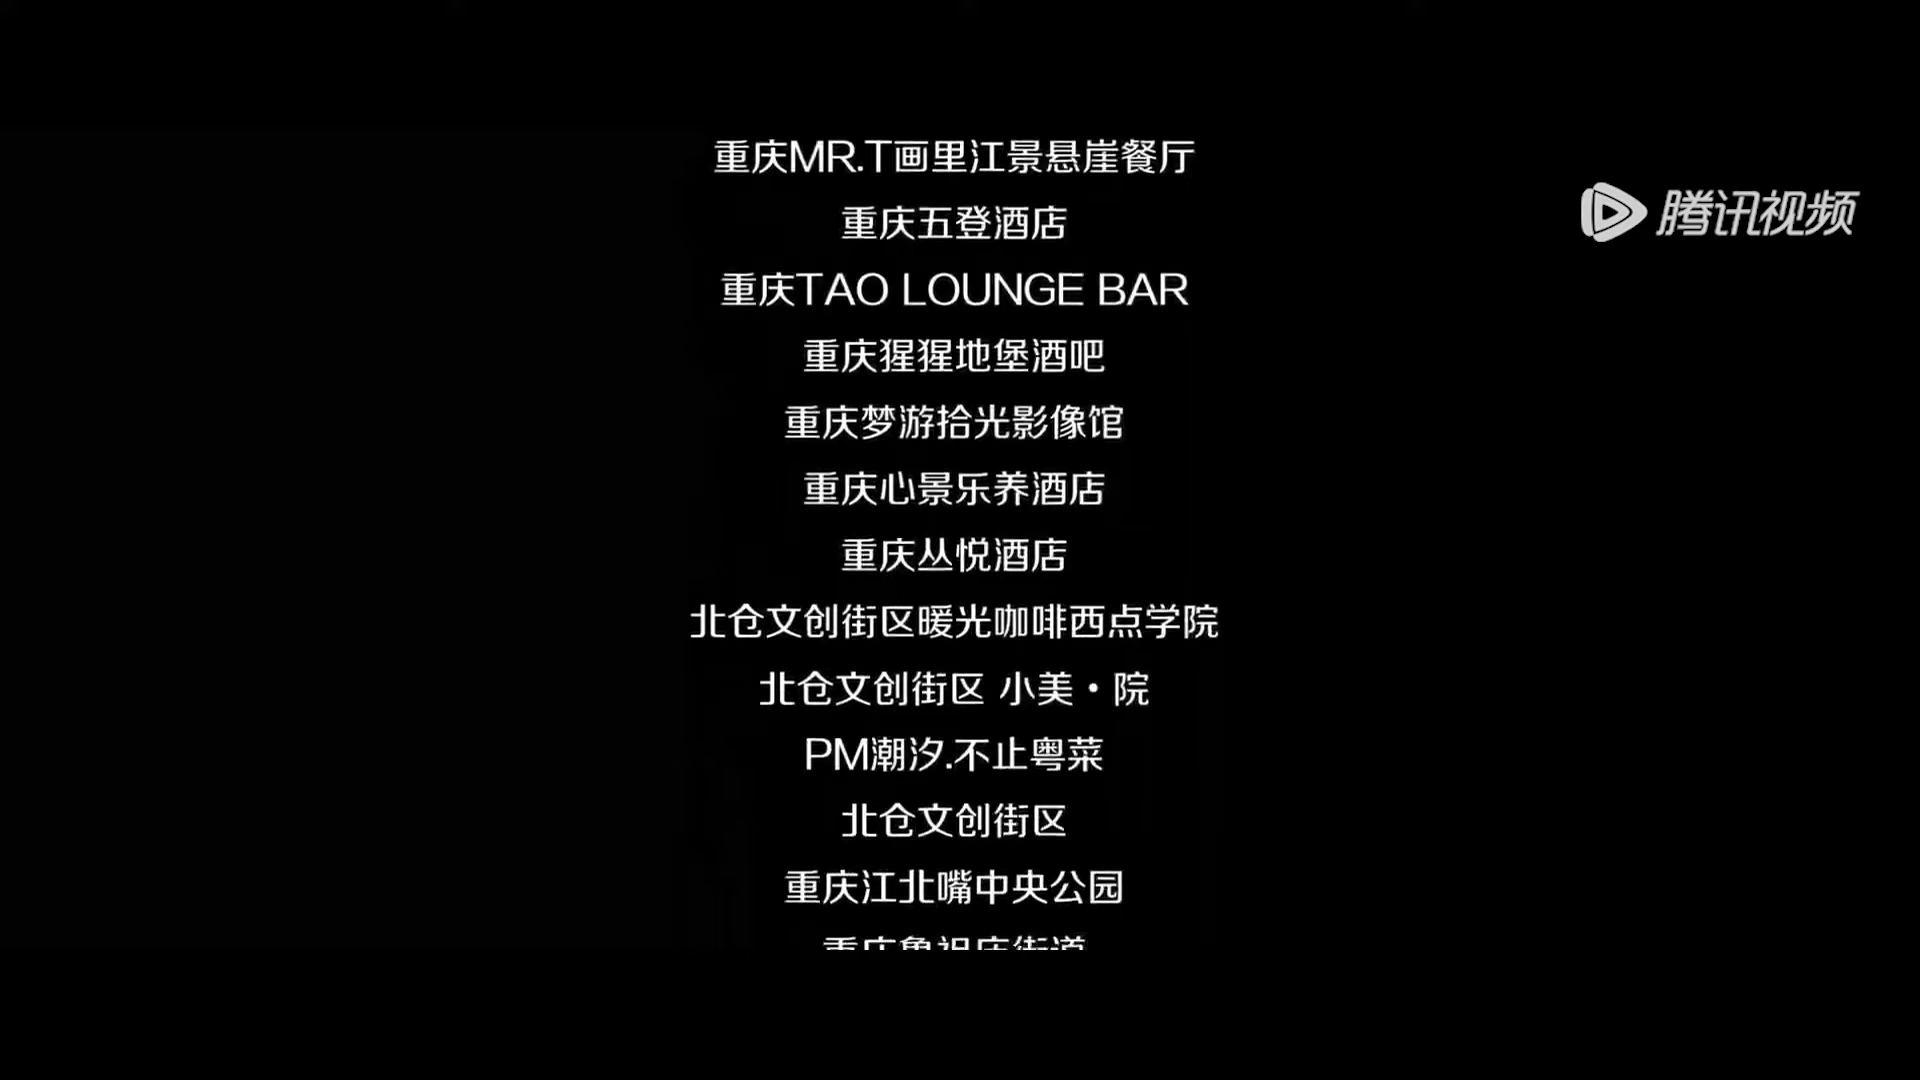 重庆MR.T画里江景悬崖餐厅
腾讯视频
重庆五登酒店
重庆TAO LOUNGE BAR
重庆猩猩地堡酒吧
重庆梦游拾光影像馆
重庆心景乐养酒店
重庆丛悦酒店
北仓文创街区暖光咖啡西点学院
北仓文创街区 小美·院
PM潮汐.不止粤菜
北仓文创街区
重庆江北嘴中央公园